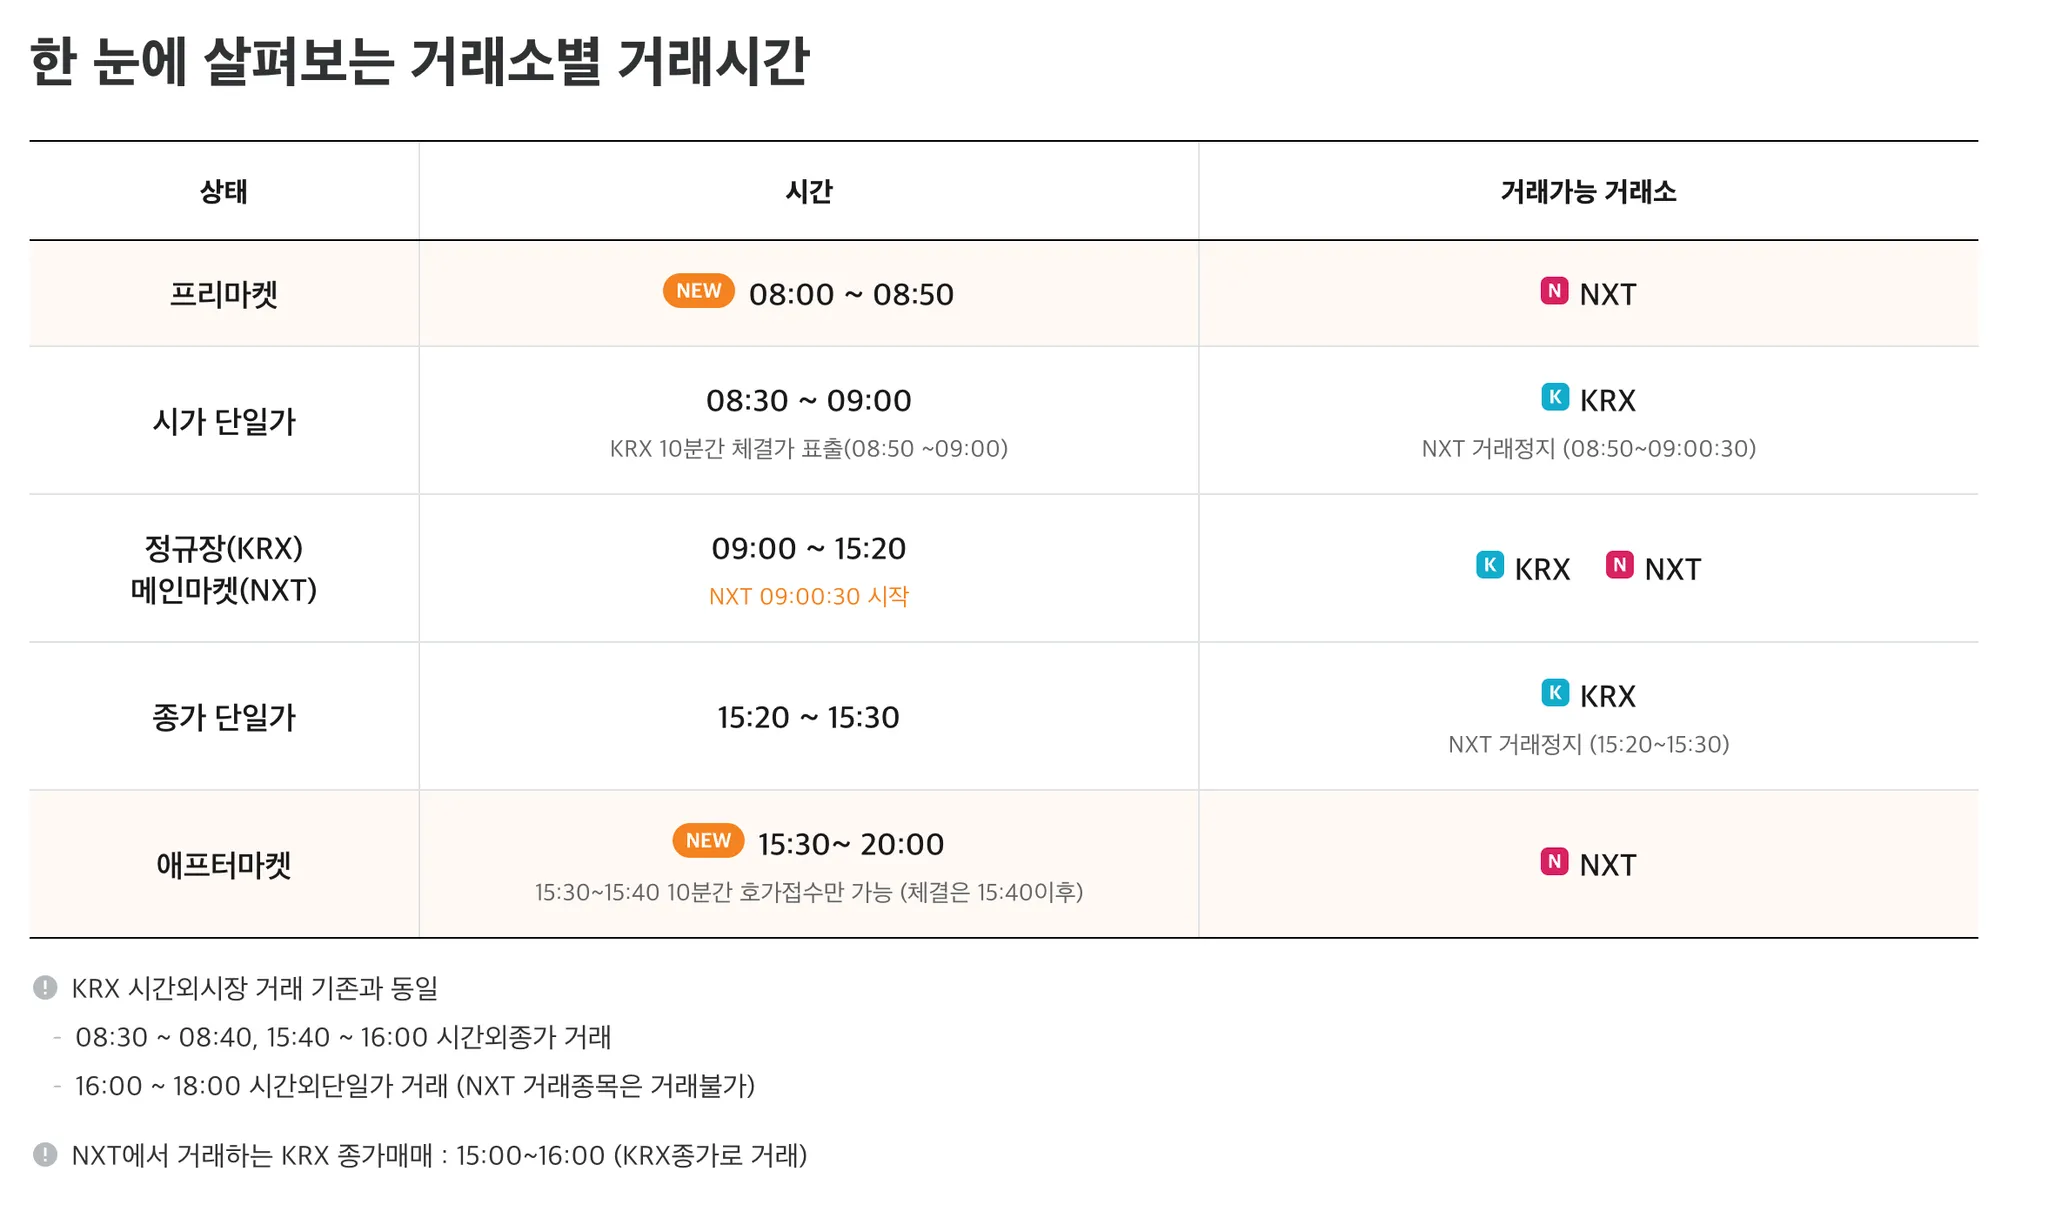 한 눈에 살펴보는 거래소별 거래시간
상태
시간
거래가능 거래소
프리마켓
NEW 08:00 ~ 08:50
N NXT
시가 단일가
08:30 ~ 09:00
KRX 10분간 체결가 표출(08:50 ~09:00)
K KRX
NXT 거래정지 (08:50~09:00:30)
정규장(KRX)
메인마켓(NXT)
09:00 ~ 15:20
NXT 09:00:30 시작
K KRX N NXT
종가 단일가
15:20 ~ 15:30
K KRX
NXT 거래정지 (15:20~15:30)
애프터마켓
NEW 15:30~ 20:00
15:30~15:40 10분간 호가접수만 가능 (체결은 15:40이후)
N NXT
! KRX 시간외시장 거래 기존과 동일
- 08:30 ~ 08:40, 15:40 ~ 16:00 시간외종가 거래
- 16:00 ~ 18:00 시간외단일가 거래 (NXT 거래종목은 거래불가)
! NXT에서 거래하는 KRX 종가매매 : 15:00~16:00 (KRX종가로 거래)